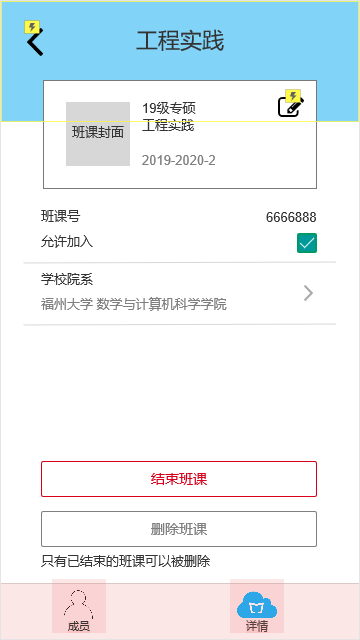 工程实践
班课封面
19级专硕
工程实践
2019-2020-2
班课号 6666888
允许加入
学校院系
福州大学 数学与计算机科学学院
结束班课
删除班课
只有已结束的班课可以被删除
成员 详情